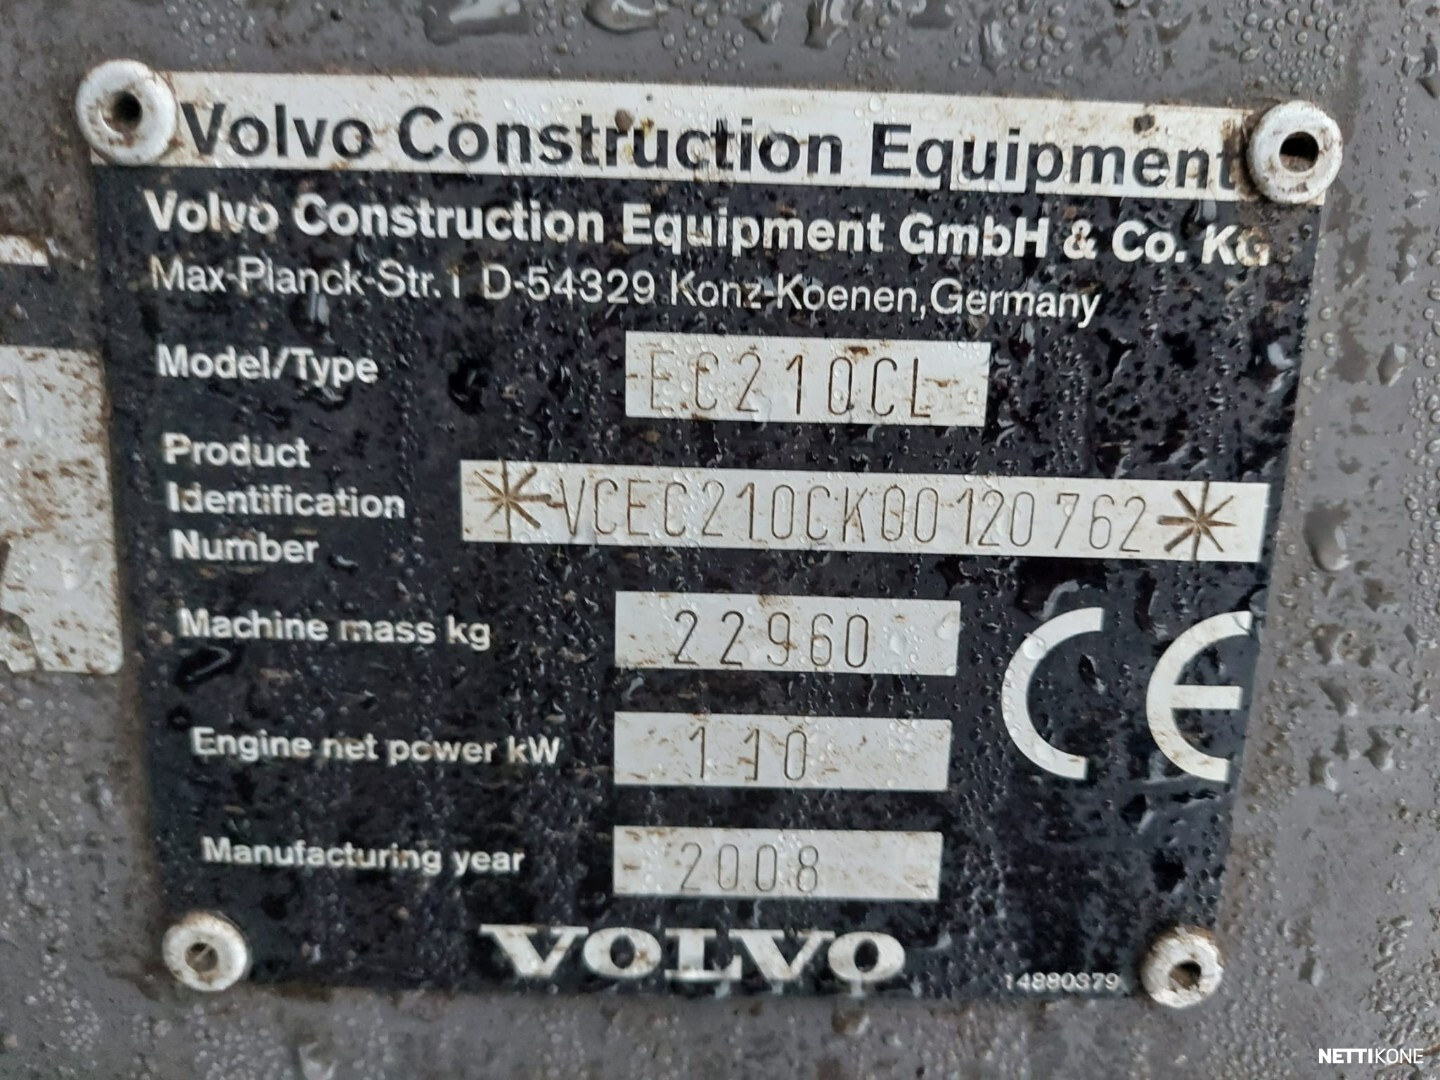 Volvo Construction Equipment
Volvo Construction Equipment GmbH & Co. KG
Max-Planck-Str. 1 D-54329 Konz-Koenen, Germany
Model/Type EC210CL
Product Identification Number *VCEC210CK00120762*
Machine mass kg 22960
Engine net power kW 110
Manufacturing year 2008
CE
VOLVO
14880379
NETTIKONE